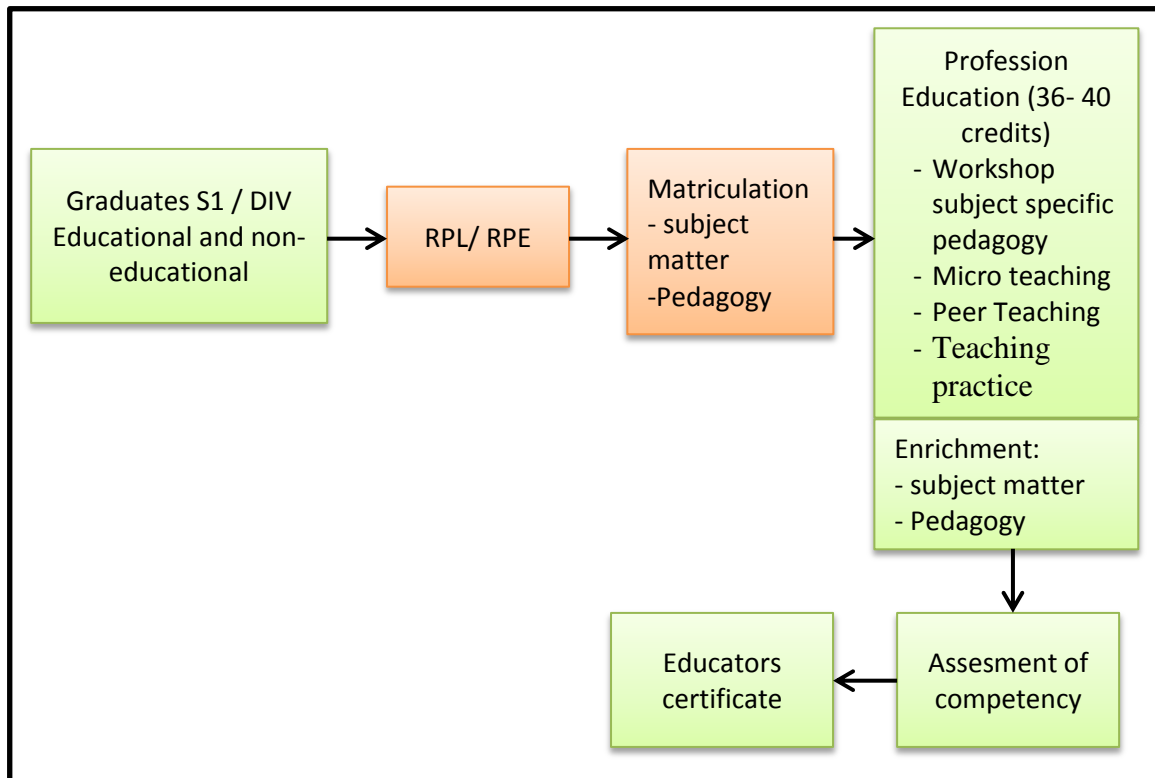 Graduates S1 / DIV
Educational and non-
educational
RPL/ RPE
Matriculation
- subject
matter
-Pedagogy
Profession
Education (36- 40
credits)
- Workshop
subject specific
pedagogy
- Micro teaching
- Peer Teaching
- Teaching
practice
Enrichment:
- subject matter
- Pedagogy
Assesment of
competency
Educators
certificate